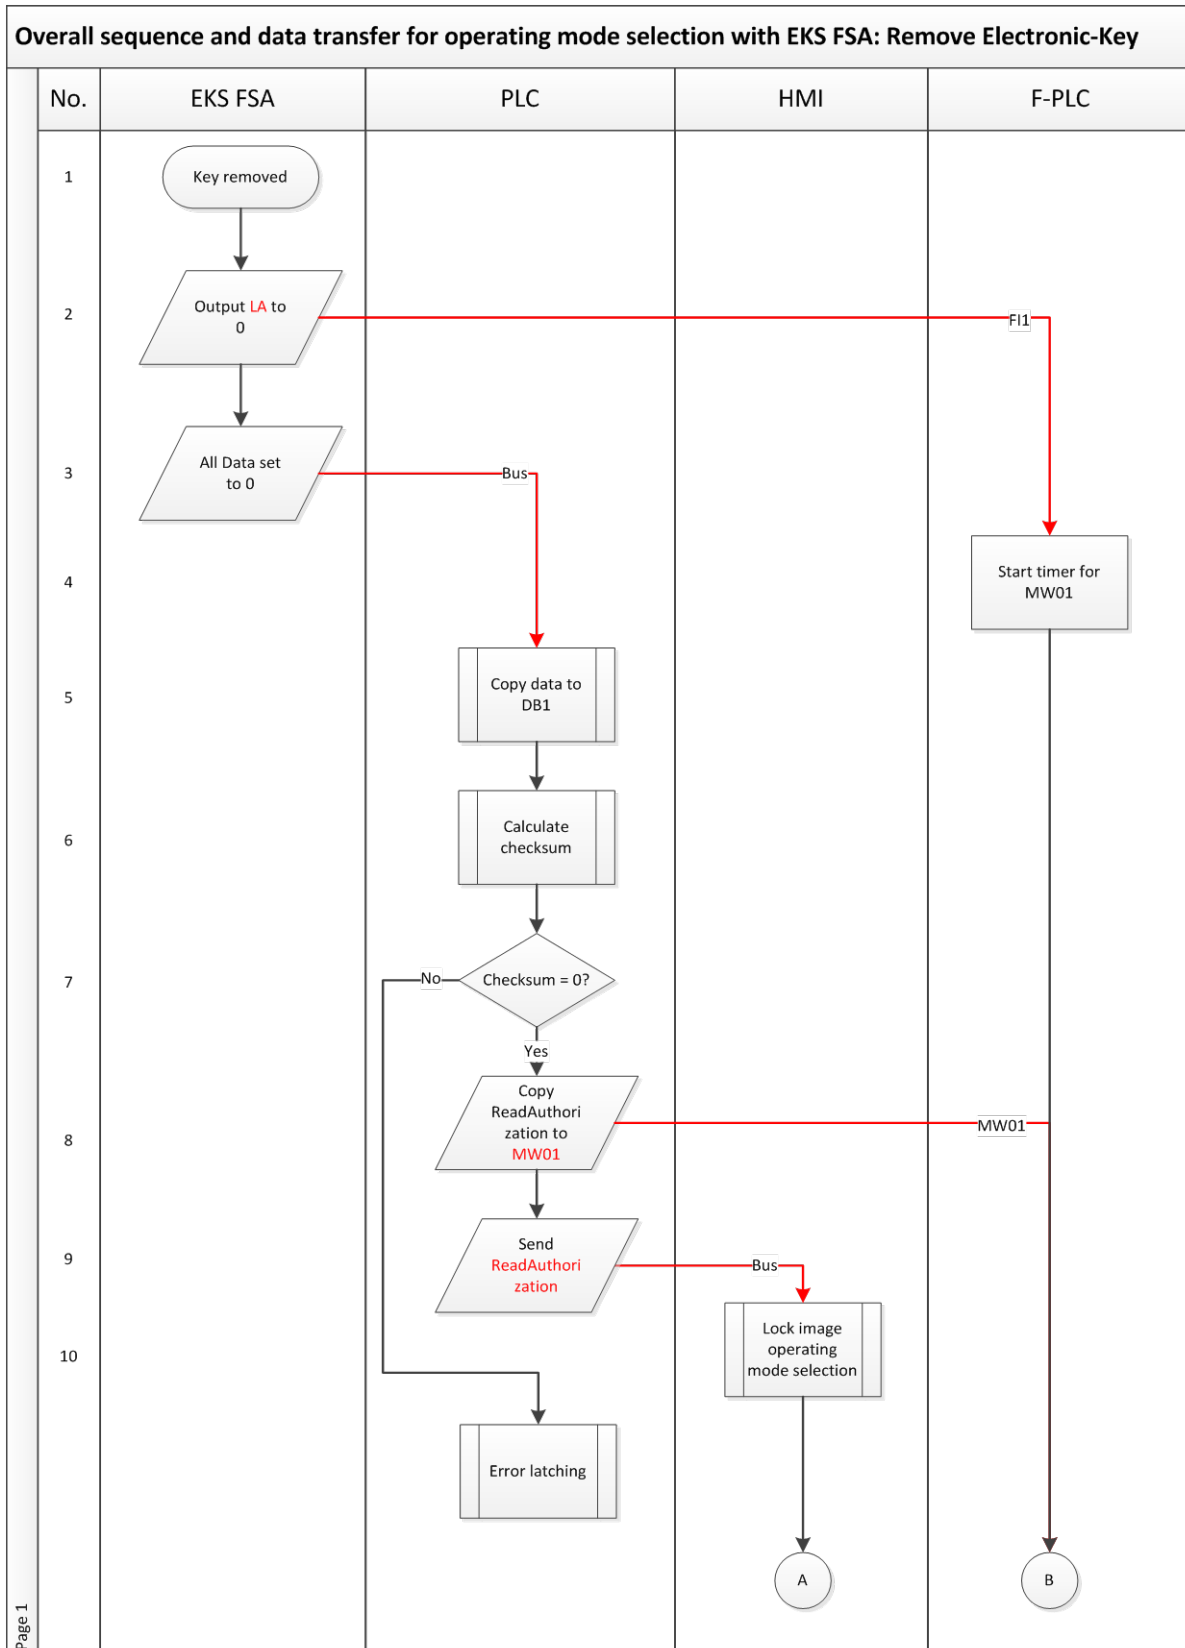 Overall sequence and data transfer for operating mode selection with EKS FSA: Remove Electronic-Key
No.
EKS FSA
PLC
HMI
F-PLC
1
Key removed
2
Output LA to
0
FI1
3
All Data set
to 0
Bus
4
Start timer for
MW01
5
Copy data to
DB1
6
Calculate
checksum
7
No
Checksum = 0?
Yes
8
Copy
ReadAuthori
zation to
MW01
MW01
9
Send
ReadAuthori
zation
Bus
10
Lock image
operating
mode selection
Error latching
A
B
Page 1